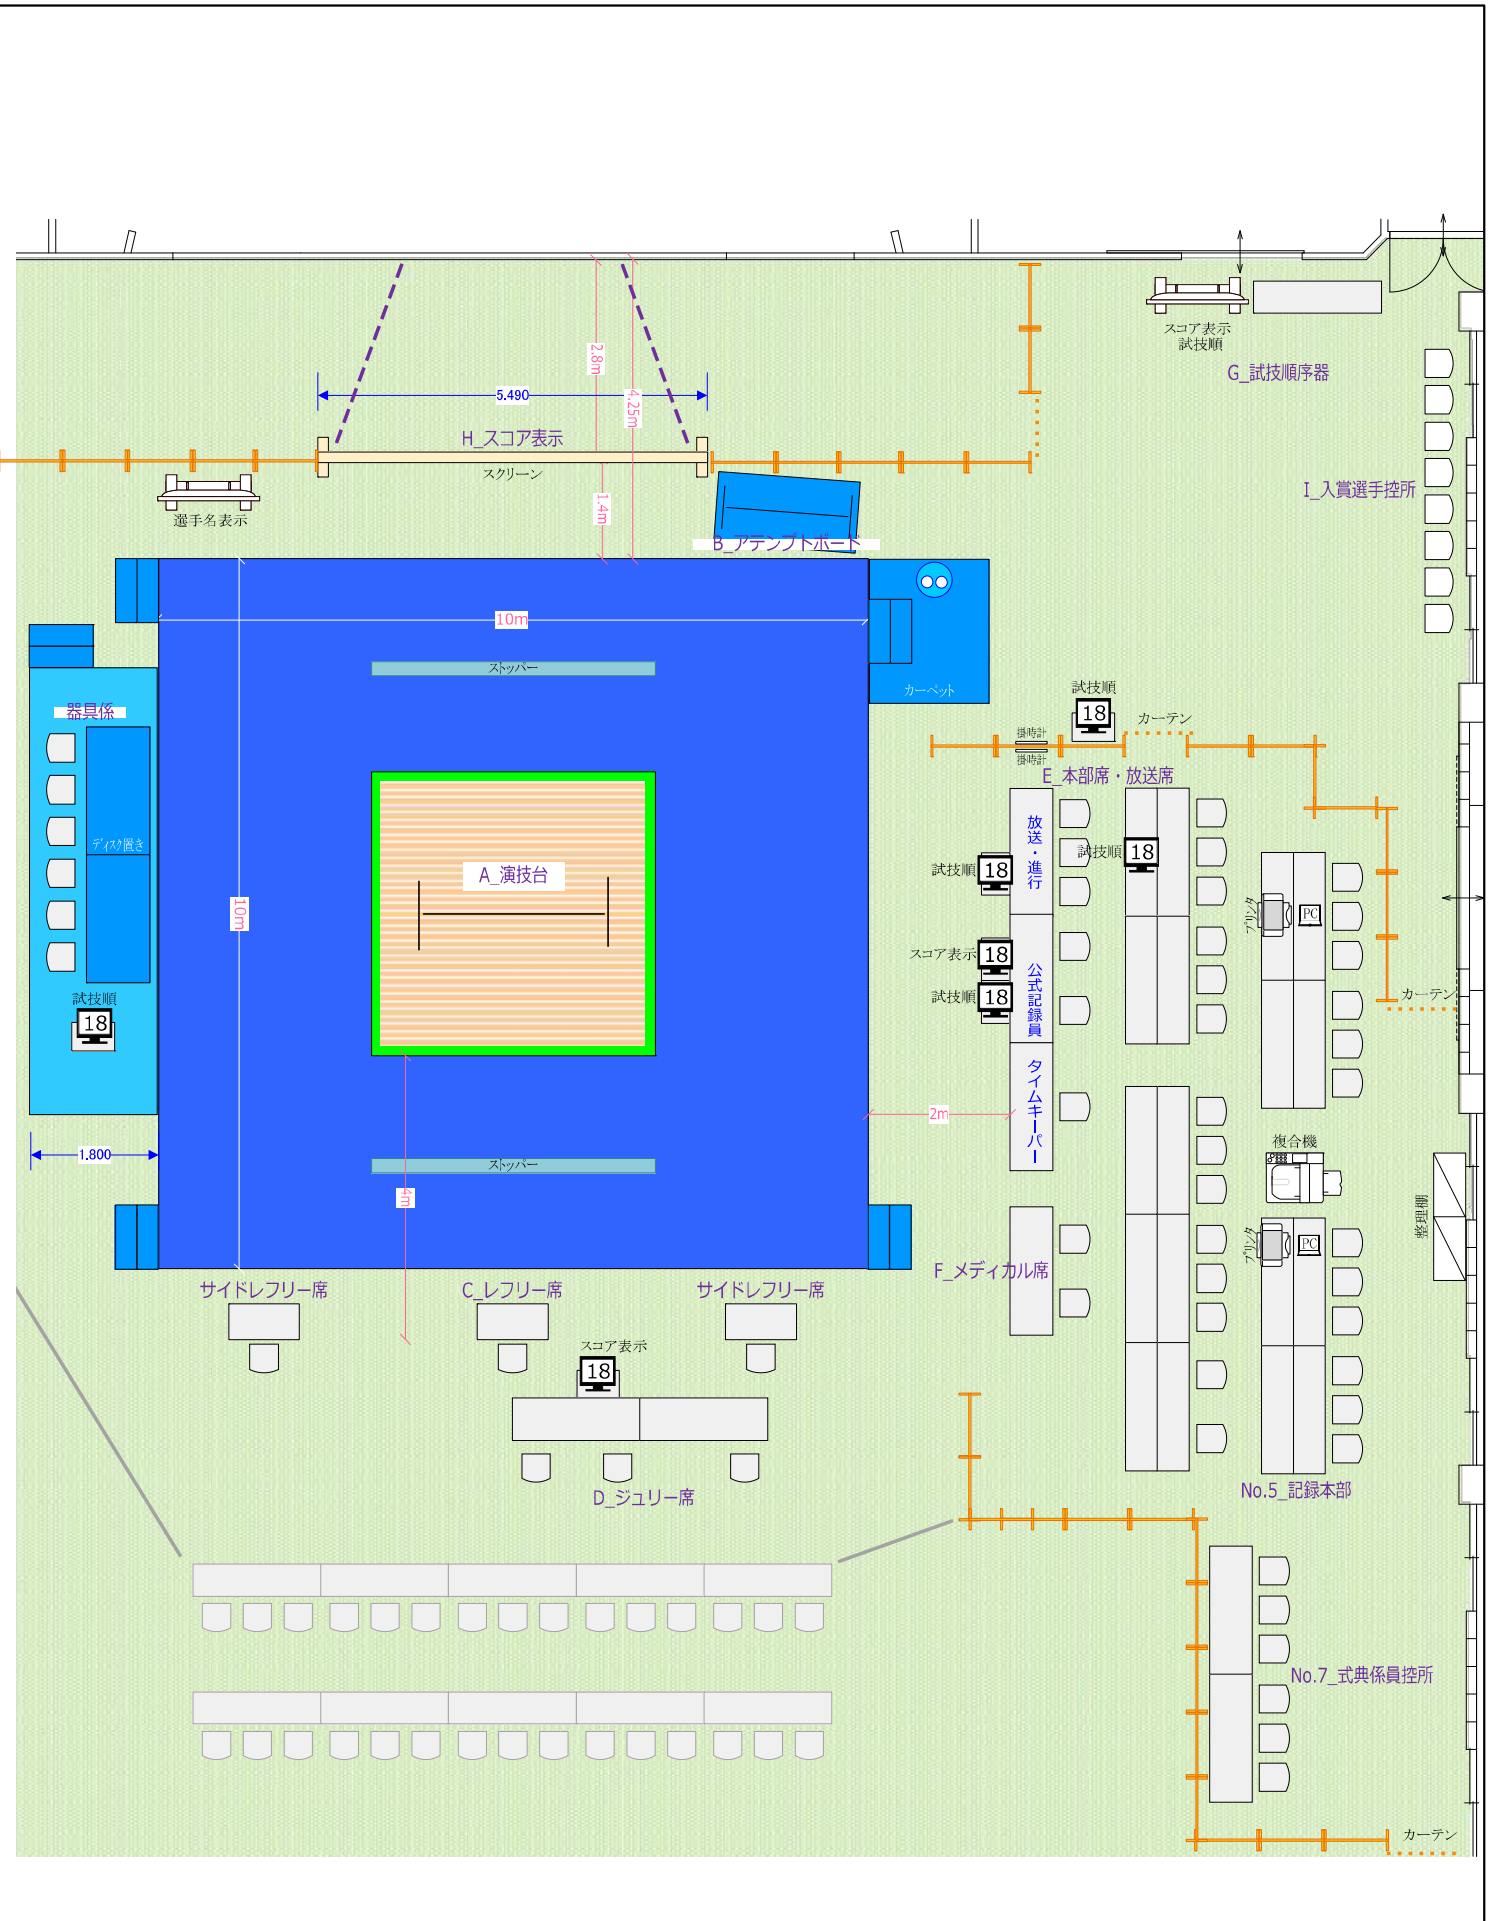 スコア表示
試技順
G_試技順序器
2.8m
4.25m
5.490
H_スコア表示
スクリーン
選手名表示
1.4m
B_アテンプトボード
I_入賞選手控所
10m
ストッパー
カーペット
試技順
18
カーテン
掛時計
掛時計
E_本部席・放送席
器具係
ディスク置き
試技順
18
10m
A_演技台
放送・進行
試技順
18
試技順
18
スコア表示
18
試技順
18
公式記録員
プリンタ
PC
カーテン
タイムキーパー
2m
1.800
ストッパー
4m
複合機
整理棚
プリンタ
PC
F_メディカル席
サイドレフリー席
C_レフリー席
サイドレフリー席
スコア表示
18
D_ジュリー席
No.5_記録本部
No.7_式典係員控所
カーテン